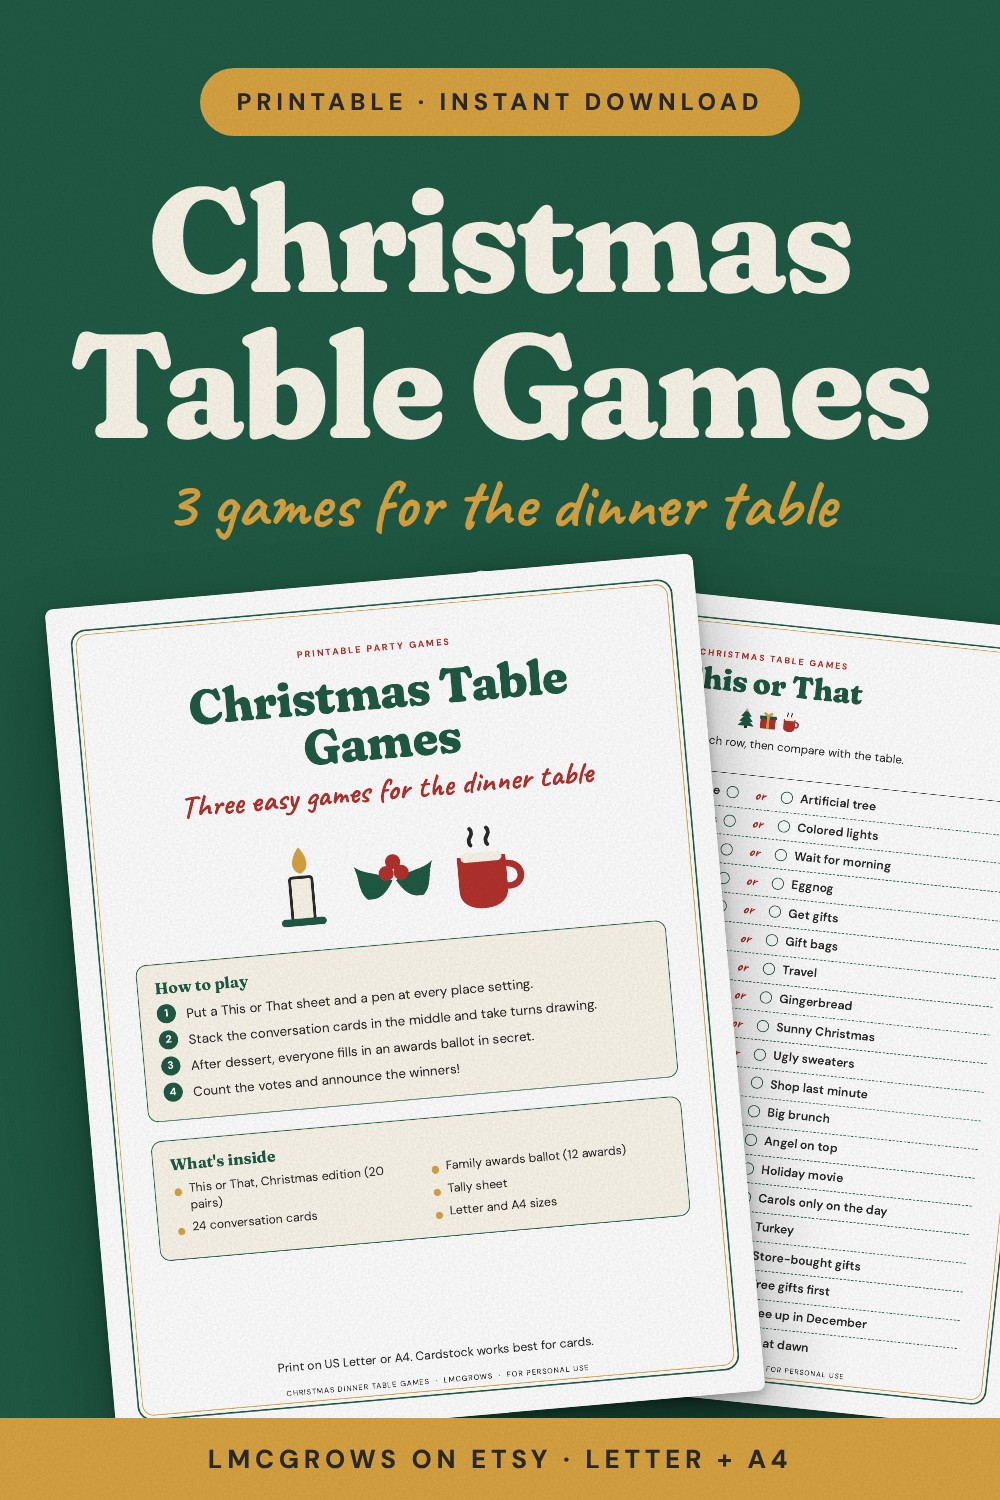 PRINTABLE · INSTANT DOWNLOAD
Christmas
Table Games
3 games for the dinner table
PRINTABLE PARTY GAMES
Christmas Table
Games
Three easy games for the dinner table
How to play
1 Put a This or That sheet and a pen at every place setting.
2 Stack the conversation cards in the middle and take turns drawing.
3 After dessert, everyone fills in an awards ballot in secret.
4 Count the votes and announce the winners!
What's inside
This or That, Christmas edition (20
pairs)
24 conversation cards
Family awards ballot (12 awards)
Tally sheet
Letter and A4 sizes
Print on US Letter or A4. Cardstock works best for cards.
CHRISTMAS DINNER TABLE GAMES · LMCGROWS · FOR PERSONAL USE
CHRISTMAS TABLE GAMES
This or That
row, then compare with the table.
or Artificial tree
or Colored lights
or Wait for morning
or Eggnog
or Get gifts
or Gift bags
or Travel
or Gingerbread
or Sunny Christmas
Ugly sweaters
Shop last minute
Big brunch
Angel on top
Holiday movie
Carols only on the day
Turkey
Store-bought gifts
gifts first
up in December
at dawn
FOR PERSONAL USE
LMCGROWS ON ETSY · LETTER + A4